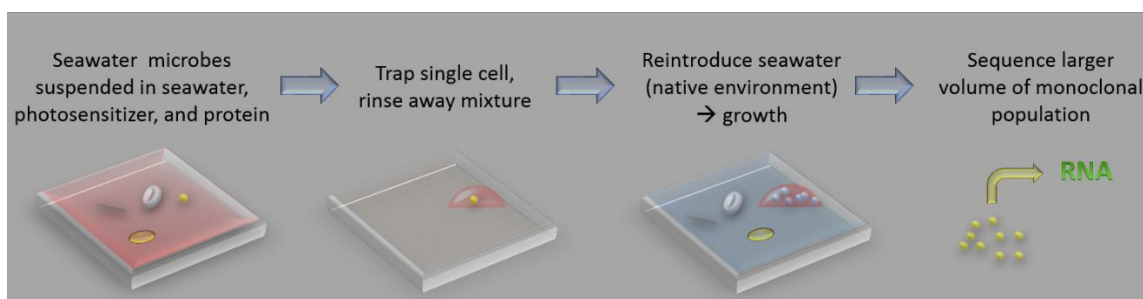 Seawater microbes
suspended in seawater,
photosensitizer, and protein
Trap single cell,
rinse away mixture
Reintroduce seawater
(native environment)
→ growth
Sequence larger
volume of monoclonal
population
RNA